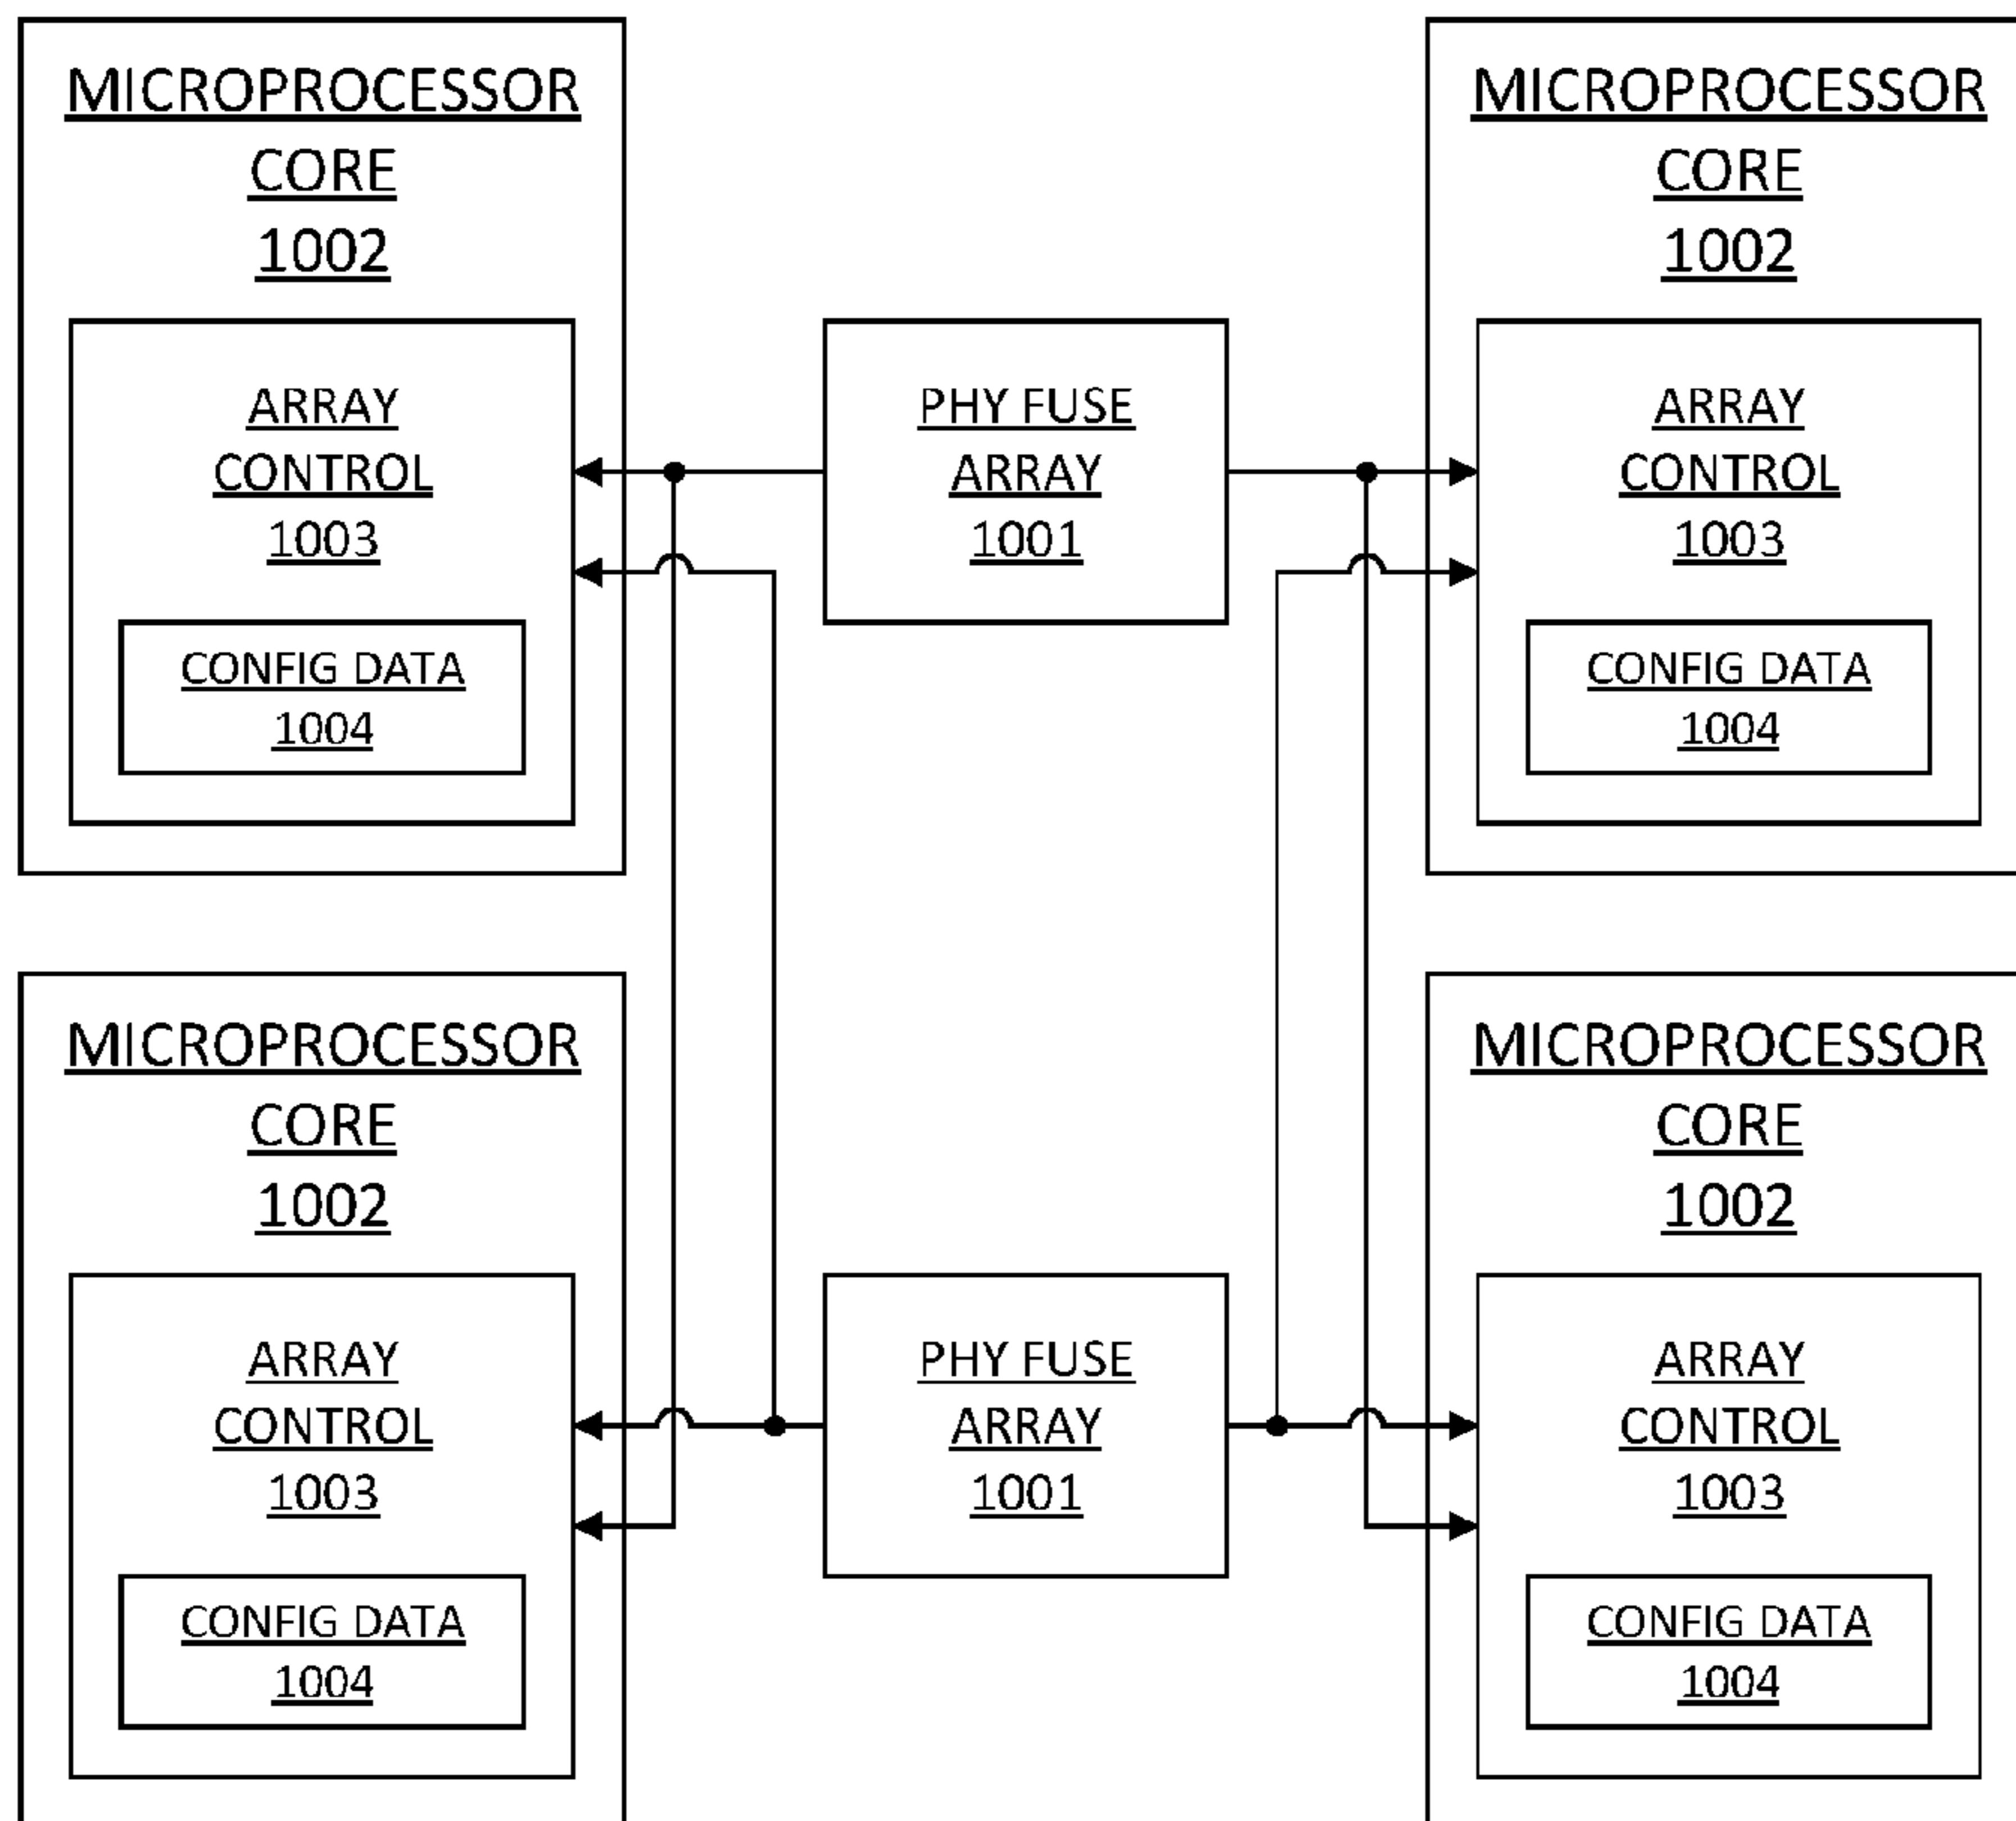 MICROPROCESSOR
CORE
1002
ARRAY
CONTROL
1003
CONFIG DATA
1004
PHY FUSE
ARRAY
1001
MICROPROCESSOR
CORE
1002
ARRAY
CONTROL
1003
CONFIG DATA
1004
MICROPROCESSOR
CORE
1002
ARRAY
CONTROL
1003
CONFIG DATA
1004
PHY FUSE
ARRAY
1001
MICROPROCESSOR
CORE
1002
ARRAY
CONTROL
1003
CONFIG DATA
1004